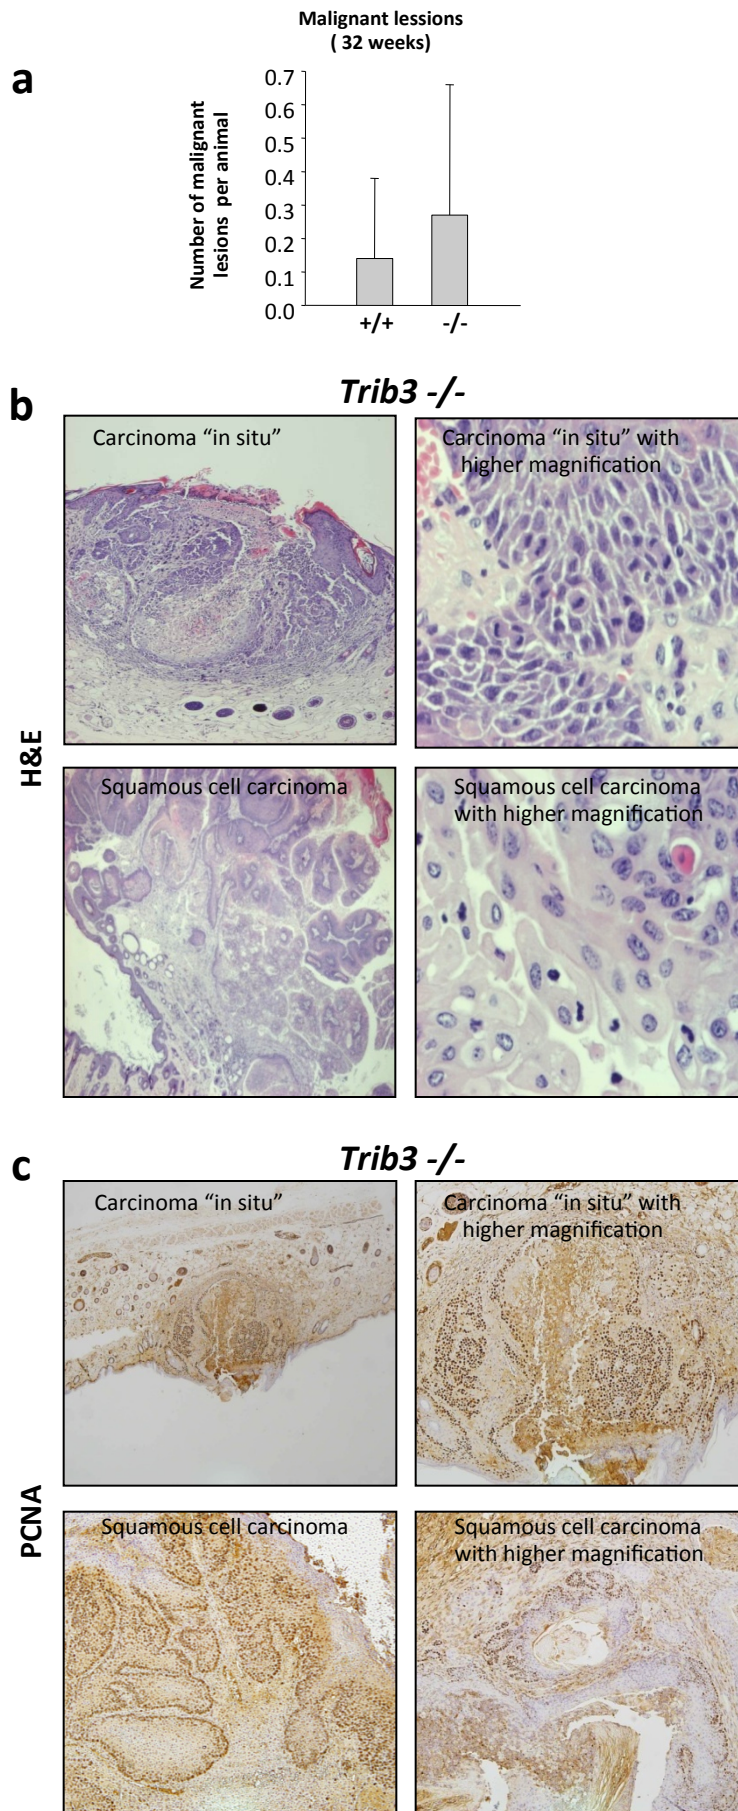 Malignant lessions
( 32 weeks)
a
Number of malignant
lesions per animal
0.7
0.6
0.5
0.4
0.3
0.2
0.1
0.0
+/+ -/-
b
Trib3 -/-
H&E
Carcinoma “in situ”
Carcinoma “in situ” with
higher magnification
Squamous cell carcinoma
Squamous cell carcinoma
with higher magnification
c
Trib3 -/-
PCNA
Carcinoma “in situ”
Carcinoma “in situ” with
higher magnification
Squamous cell carcinoma
Squamous cell carcinoma
with higher magnification